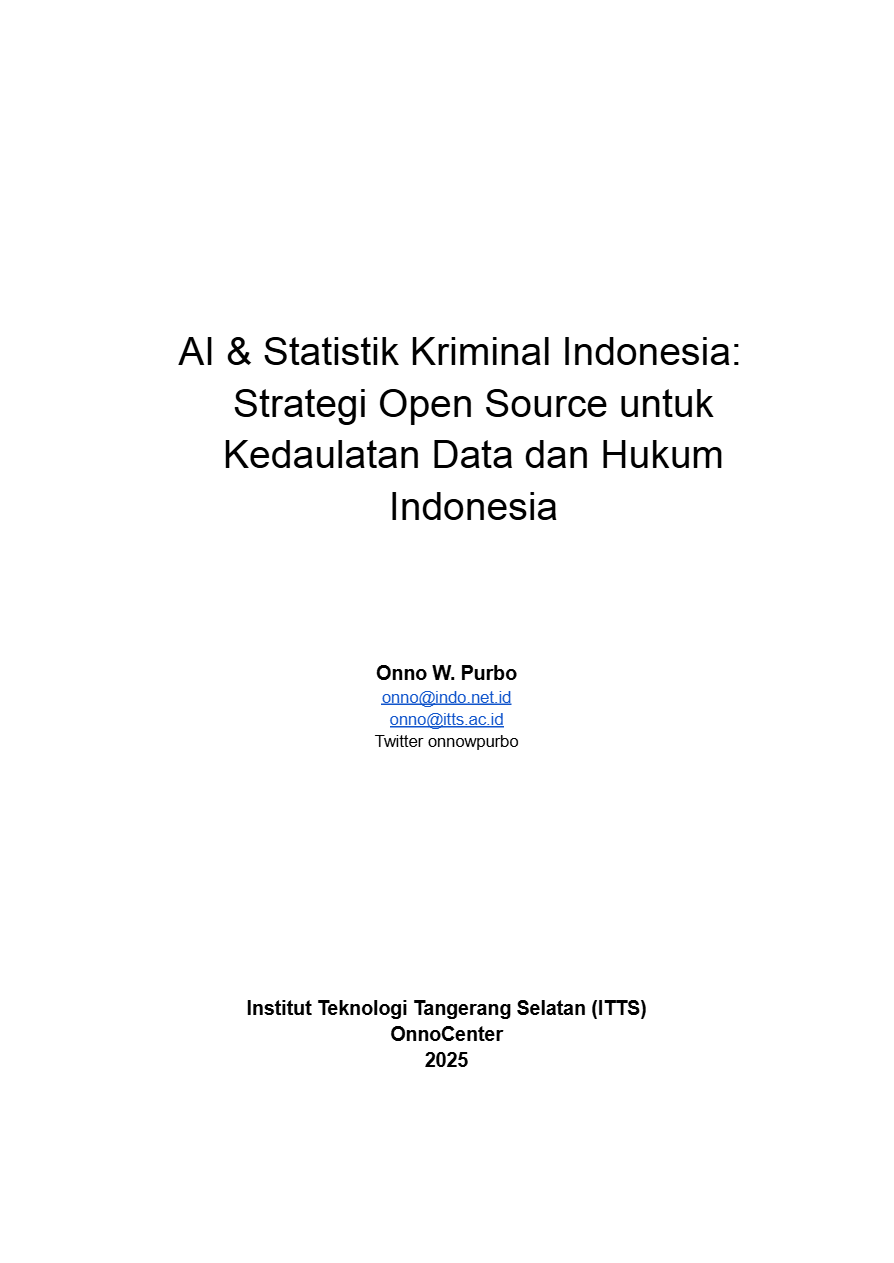 AI & Statistik Kriminal Indonesia:
Strategi Open Source untuk
Kedaulatan Data dan Hukum
Indonesia
Onno W. Purbo
onno@indo.net.id
onno@itts.ac.id
Twitter onnowpurbo
Institut Teknologi Tangerang Selatan (ITTS)
OnnoCenter
2025